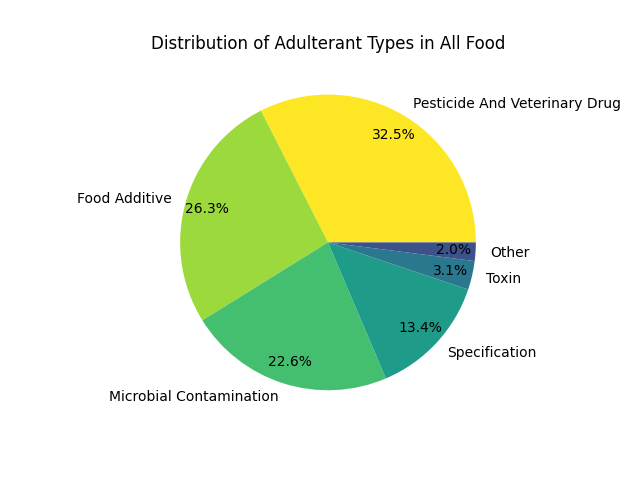 Distribution of Adulterant Types in All Food
Pesticide And Veterinary Drug
32.5%
Food Additive
26.3%
Microbial Contamination
22.6%
Specification
13.4%
Toxin
3.1%
Other
2.0%